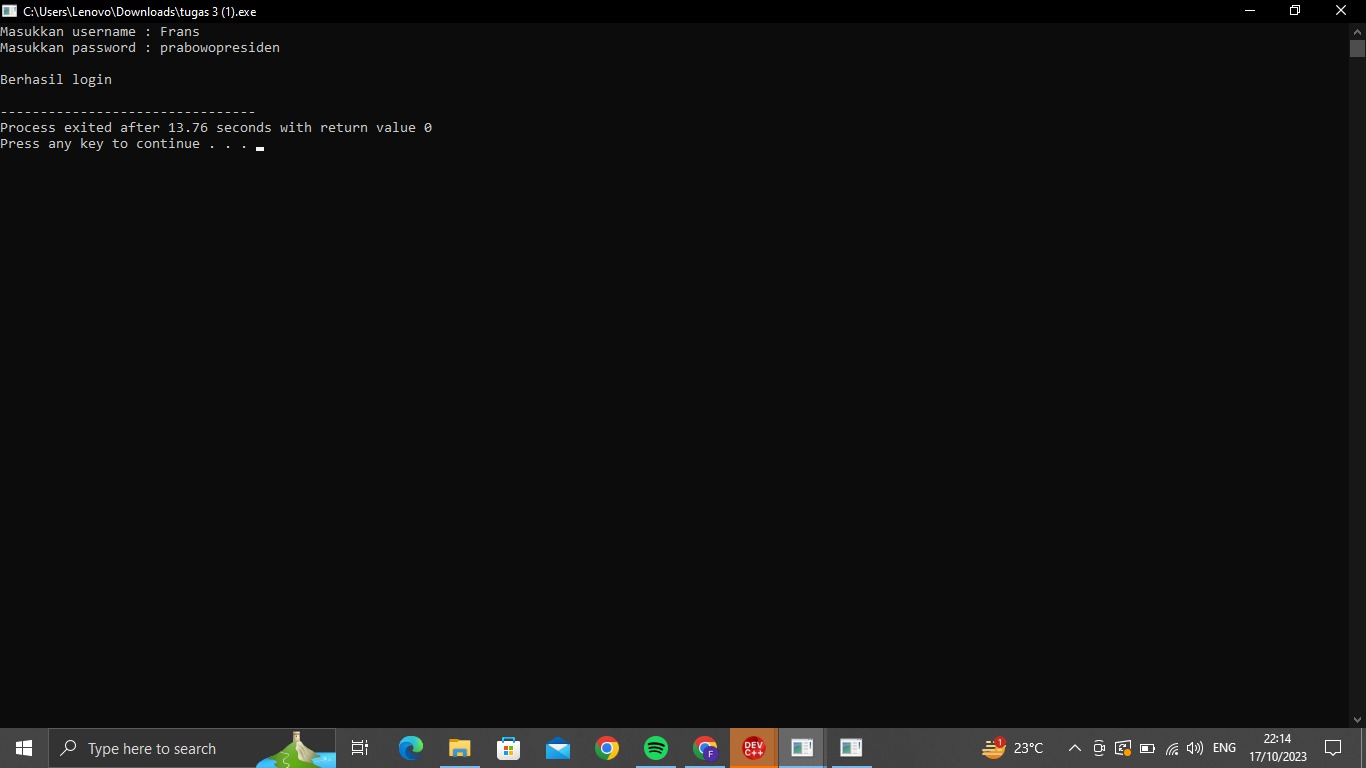 C:\Users\Lenovo\Downloads\tugas 3 (1).exe
Masukkan username : Frans
Masukkan password : prabowopresiden
Berhasil login
--------------------------------
Process exited after 13.76 seconds with return value 0
Press any key to continue . . .
Type here to search
DEV
C++
F
1
23°C
ENG
22:14
17/10/2023